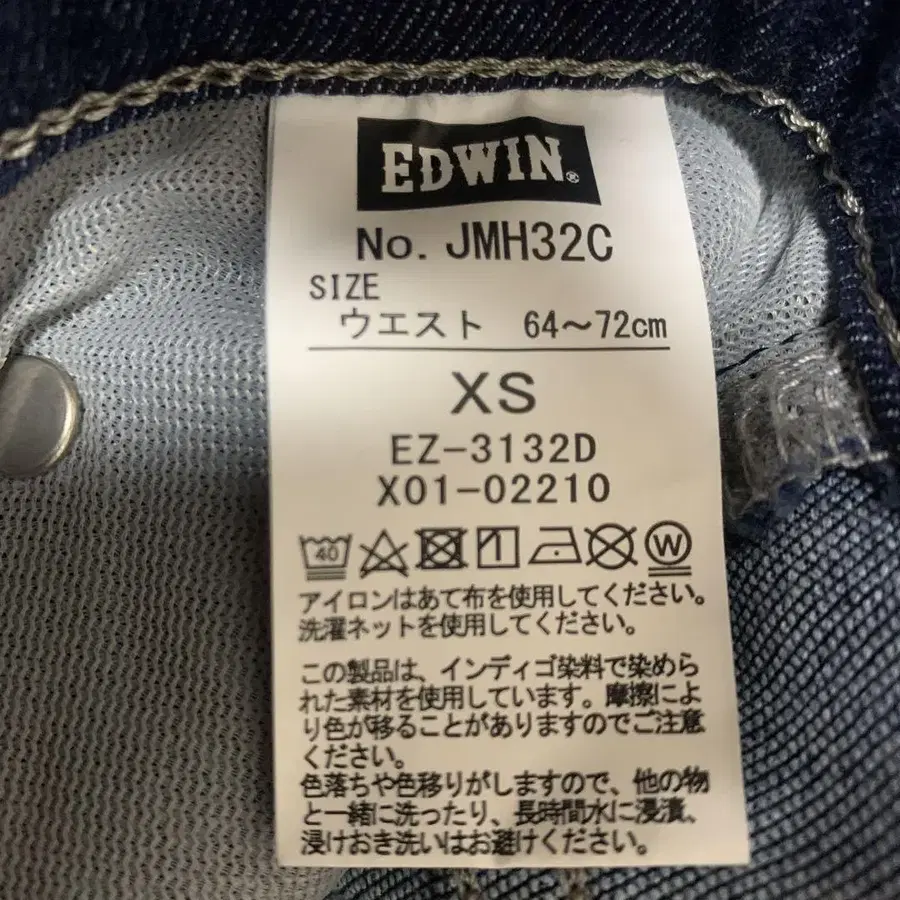 EDWIN®
No. JMH32C
SIZE
ウエスト 64～72cm
XS
EZ-3132D
X01-02210
40 W
アイロンはあて布を使用してください。
洗濯ネットを使用してください。
この製品は、インディゴ染料で染めら
れた素材を使用しています。摩擦によ
り色が移ることがありますのでご注意
ください。
色落ちや色移りがしますので、他の物
と一緒に洗ったり、長時間水に浸漬、
浸けおき洗いはお避けください。